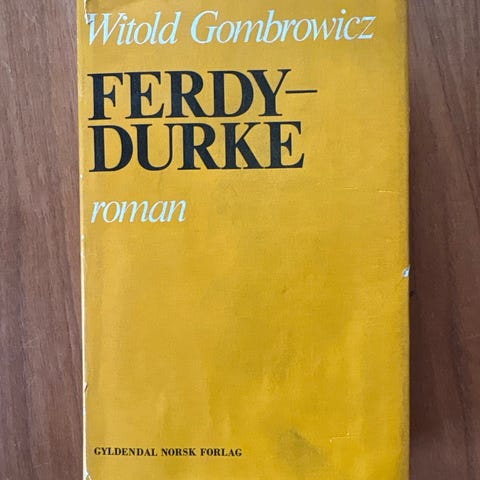 Witold Gombrowicz
FERDY–
DURKE
roman
GYLDENDAL NORSK FORLAG